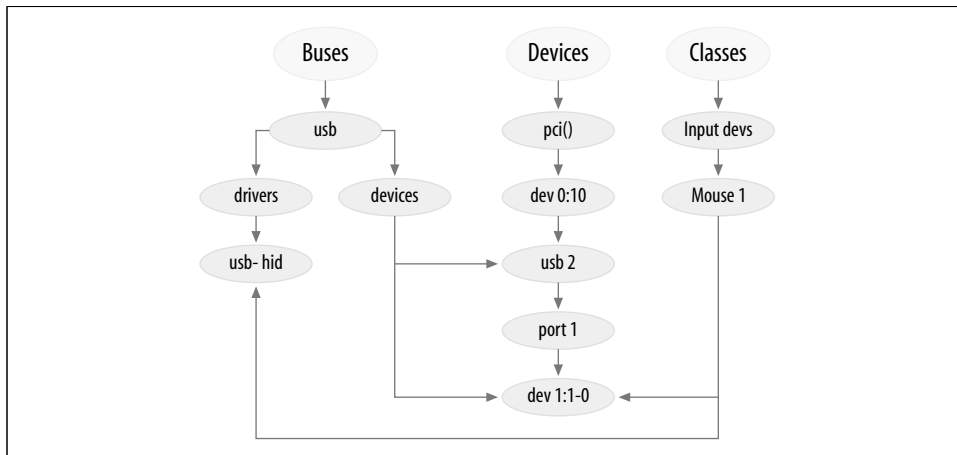 Buses Devices Classes
usb pci() Input devs
drivers devices dev 0:10 Mouse 1
usb- hid usb 2
port 1
dev 1:1-0